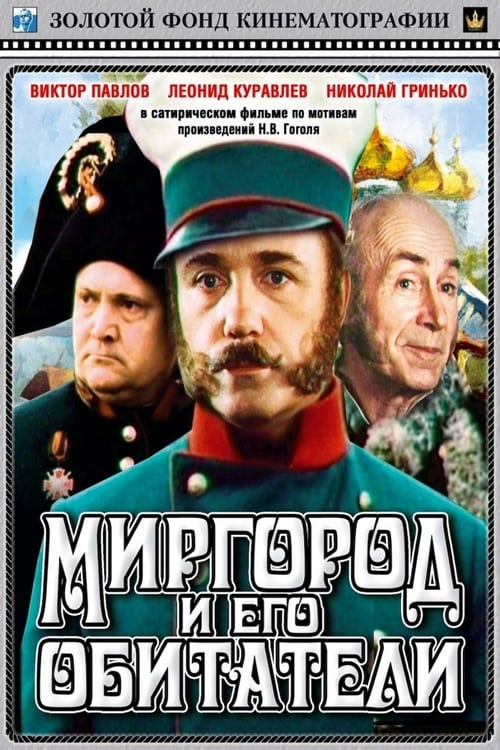 ЗОЛОТОЙ ФОНД КИНЕМАТОГРАФИИ
ВИКТОР ПАВЛОВ ЛЕОНИД КУРАВЛЕВ НИКОЛАЙ ГРИНЬКО
в сатирическом фильме по мотивам
произведений Н.В. Гоголя
МИРГОРОД
И ЕГО
ОБИТАТЕЛИ